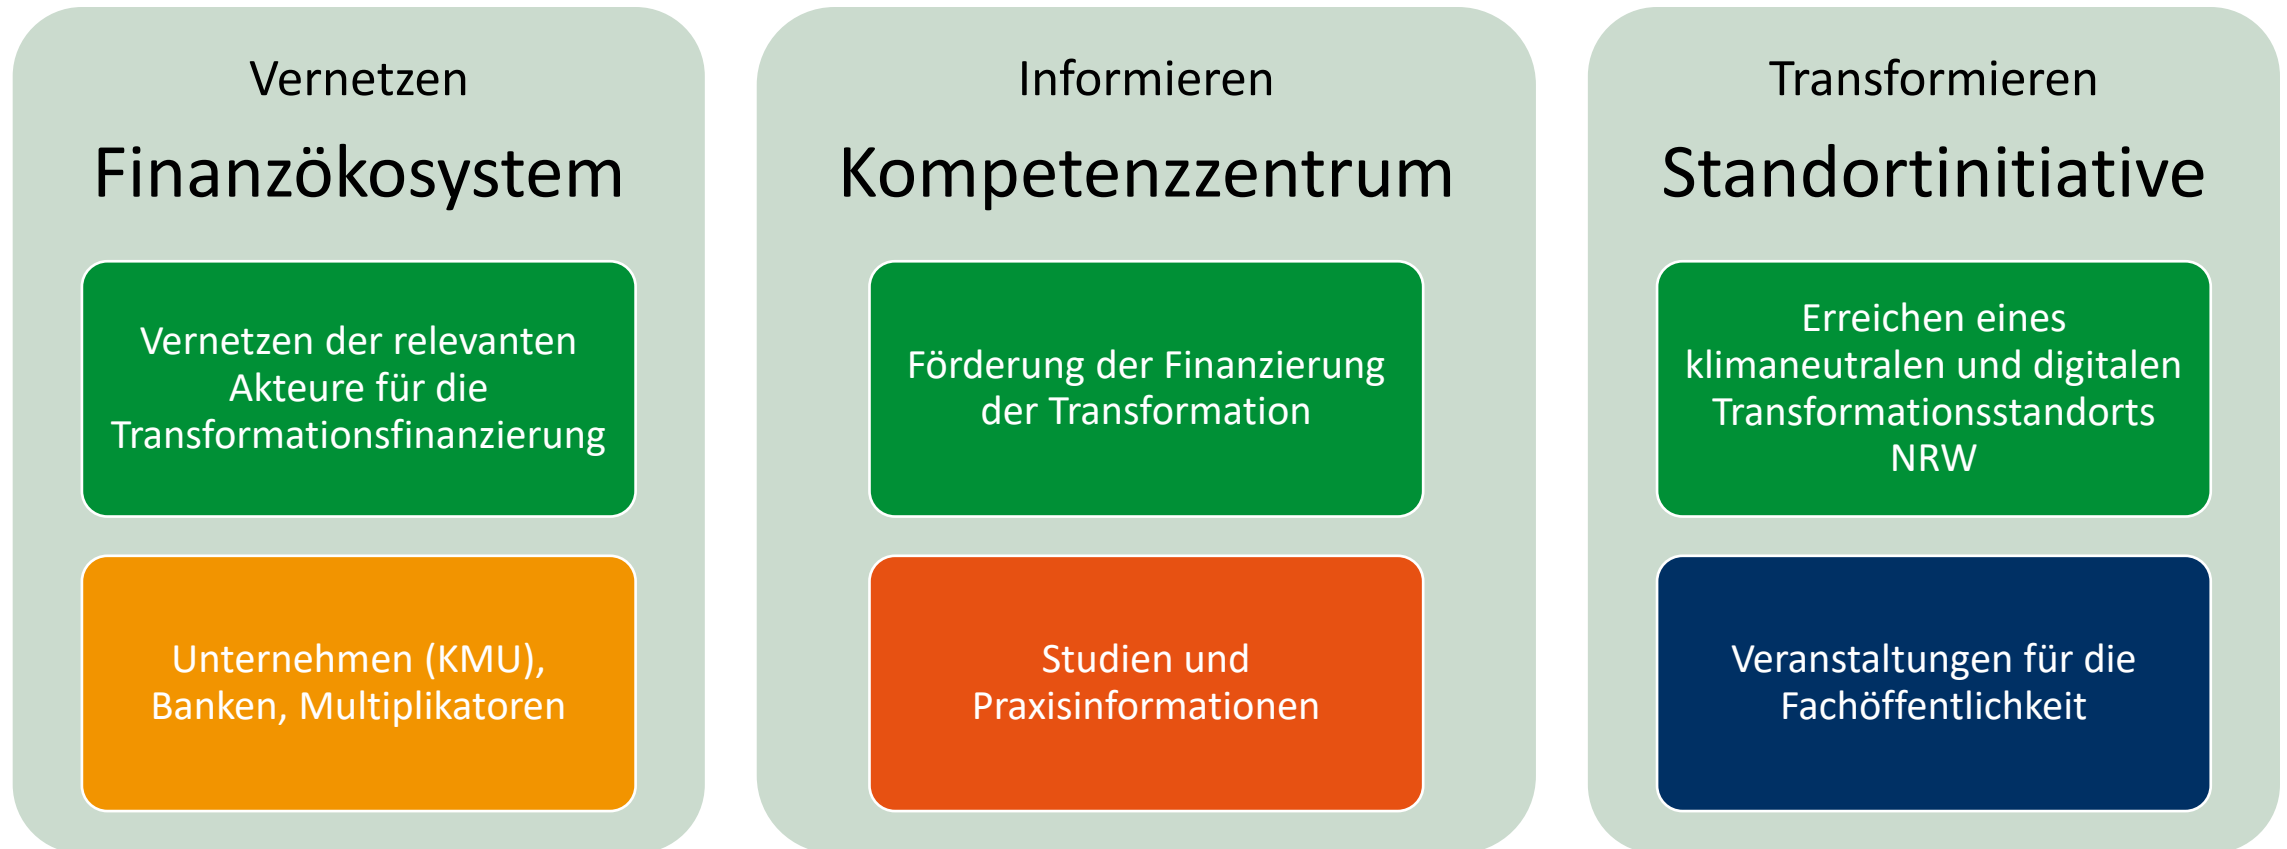 Vernetzen
Finanzökosystem
Vernetzen der relevanten
Akteure für die
Transformationsfinanzierung
Unternehmen (KMU),
Banken, Multiplikatoren
Informieren
Kompetenzzentrum
Förderung der Finanzierung
der Transformation
Studien und
Praxisinformationen
Transformieren
Standortinitiative
Erreichen eines
klimaneutralen und digitalen
Transformationsstandorts
NRW
Veranstaltungen für die
Fachöffentlichkeit